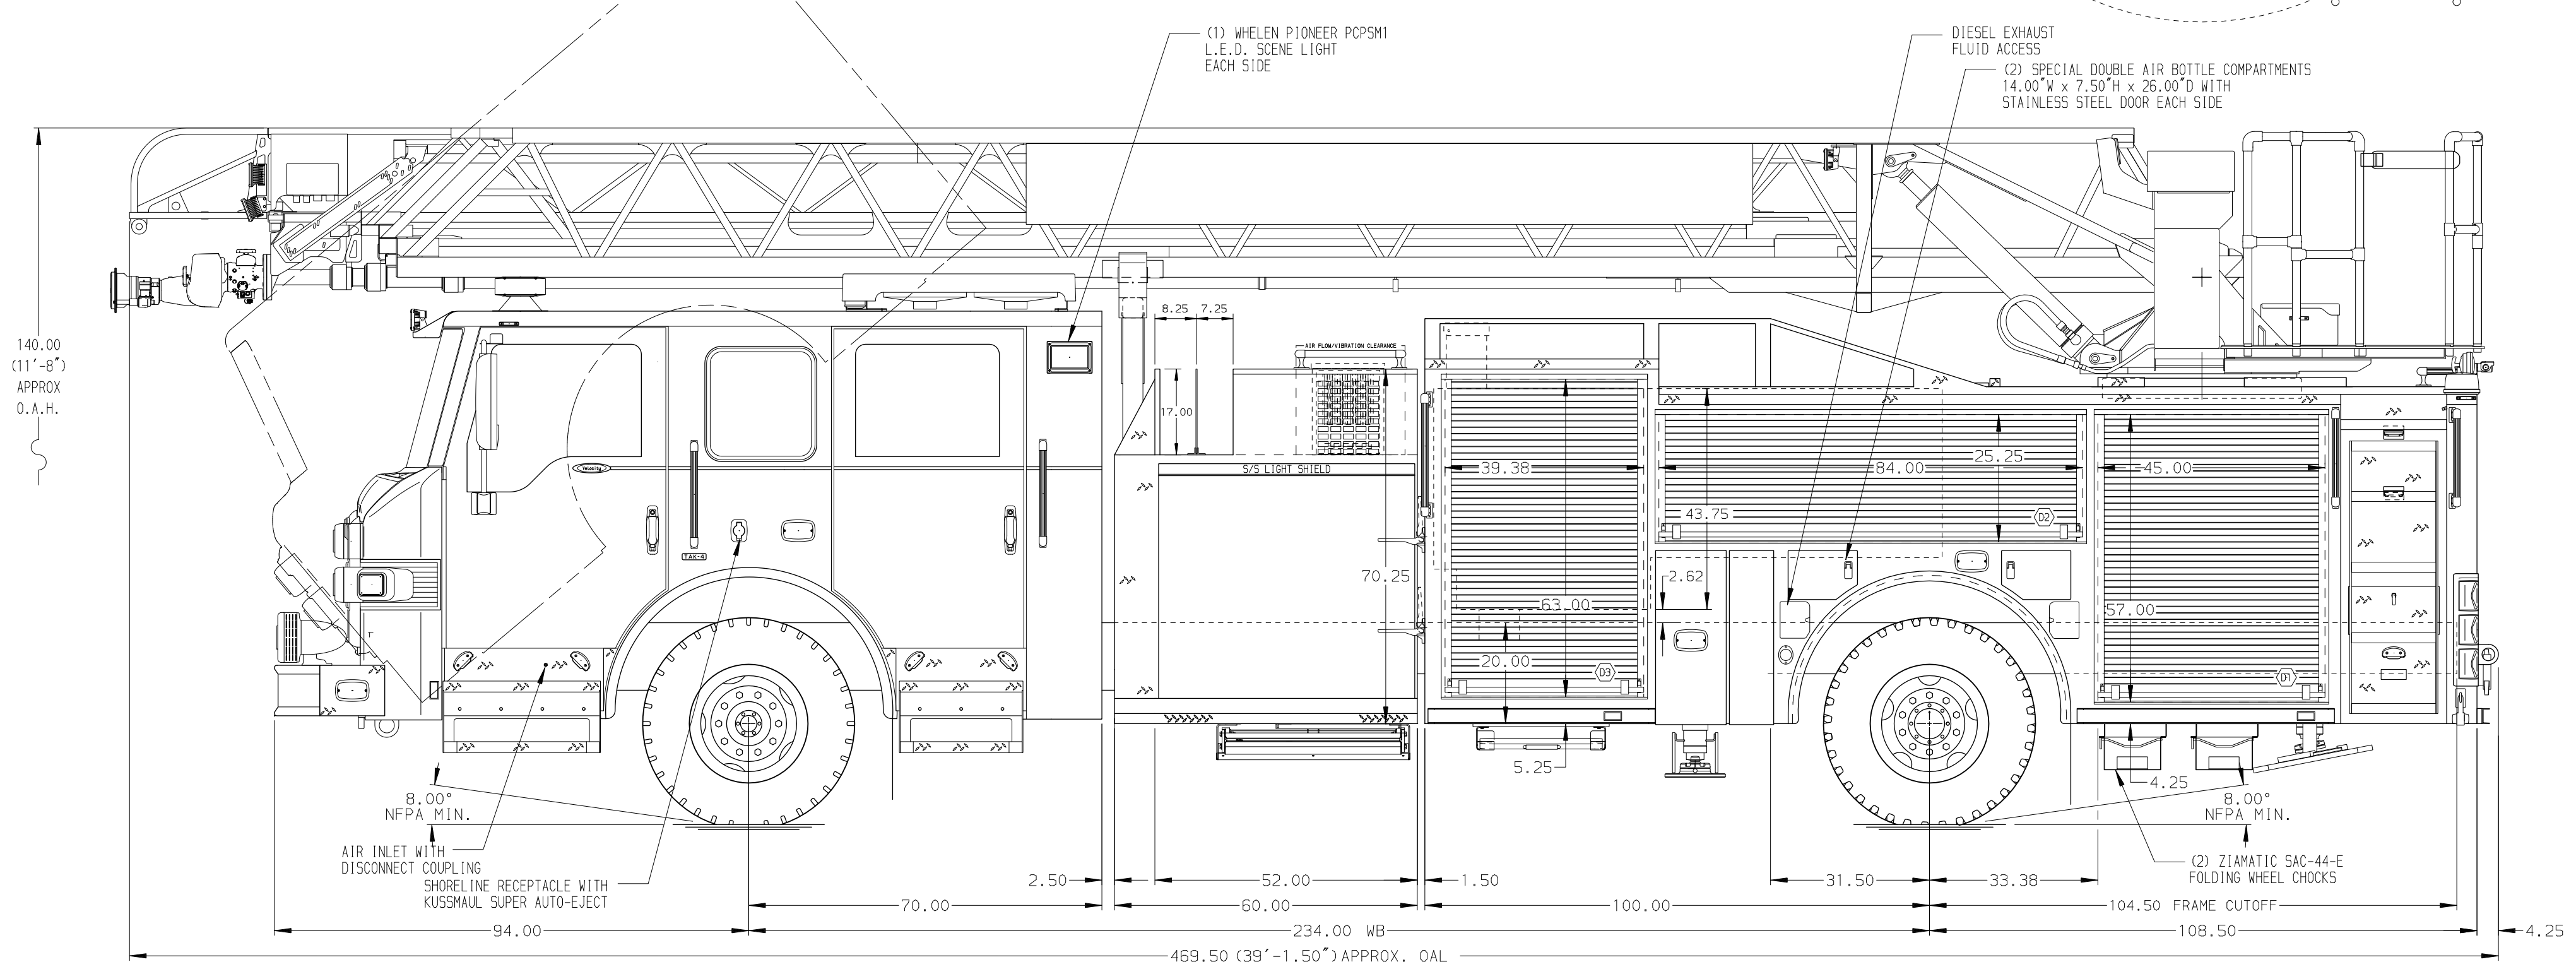 (1) WHELEN PIONEER PCPSM1
L.E.D. SCENE LIGHT
EACH SIDE
DIESEL EXHAUST
FLUID ACCESS
(2) SPECIAL DOUBLE AIR BOTTLE COMPARTMENTS
14.00"W x 7.50"H x 26.00"D WITH
STAINLESS STEEL DOOR EACH SIDE
140.00
(11'-8")
APPROX
O.A.H.
8.25
7.25
AIR FLOW/VIBRATION CLEARANCE
17.00
S/S LIGHT SHIELD
Velocity
TAK-4
39.38
84.00
25.25
45.00
43.75
D2
70.25
2.62
63.00
57.00
20.00
D3
D1
5.25
4.25
8.00°
NFPA MIN.
8.00°
NFPA MIN.
AIR INLET WITH
DISCONNECT COUPLING
SHORELINE RECEPTACLE WITH
KUSSMAUL SUPER AUTO-EJECT
(2) ZIAMATIC SAC-44-E
FOLDING WHEEL CHOCKS
2.50
52.00
1.50
31.50
33.38
70.00
60.00
100.00
104.50 FRAME CUTOFF
94.00
234.00 WB
108.50
4.25
469.50 (39'-1.50") APPROX. OAL